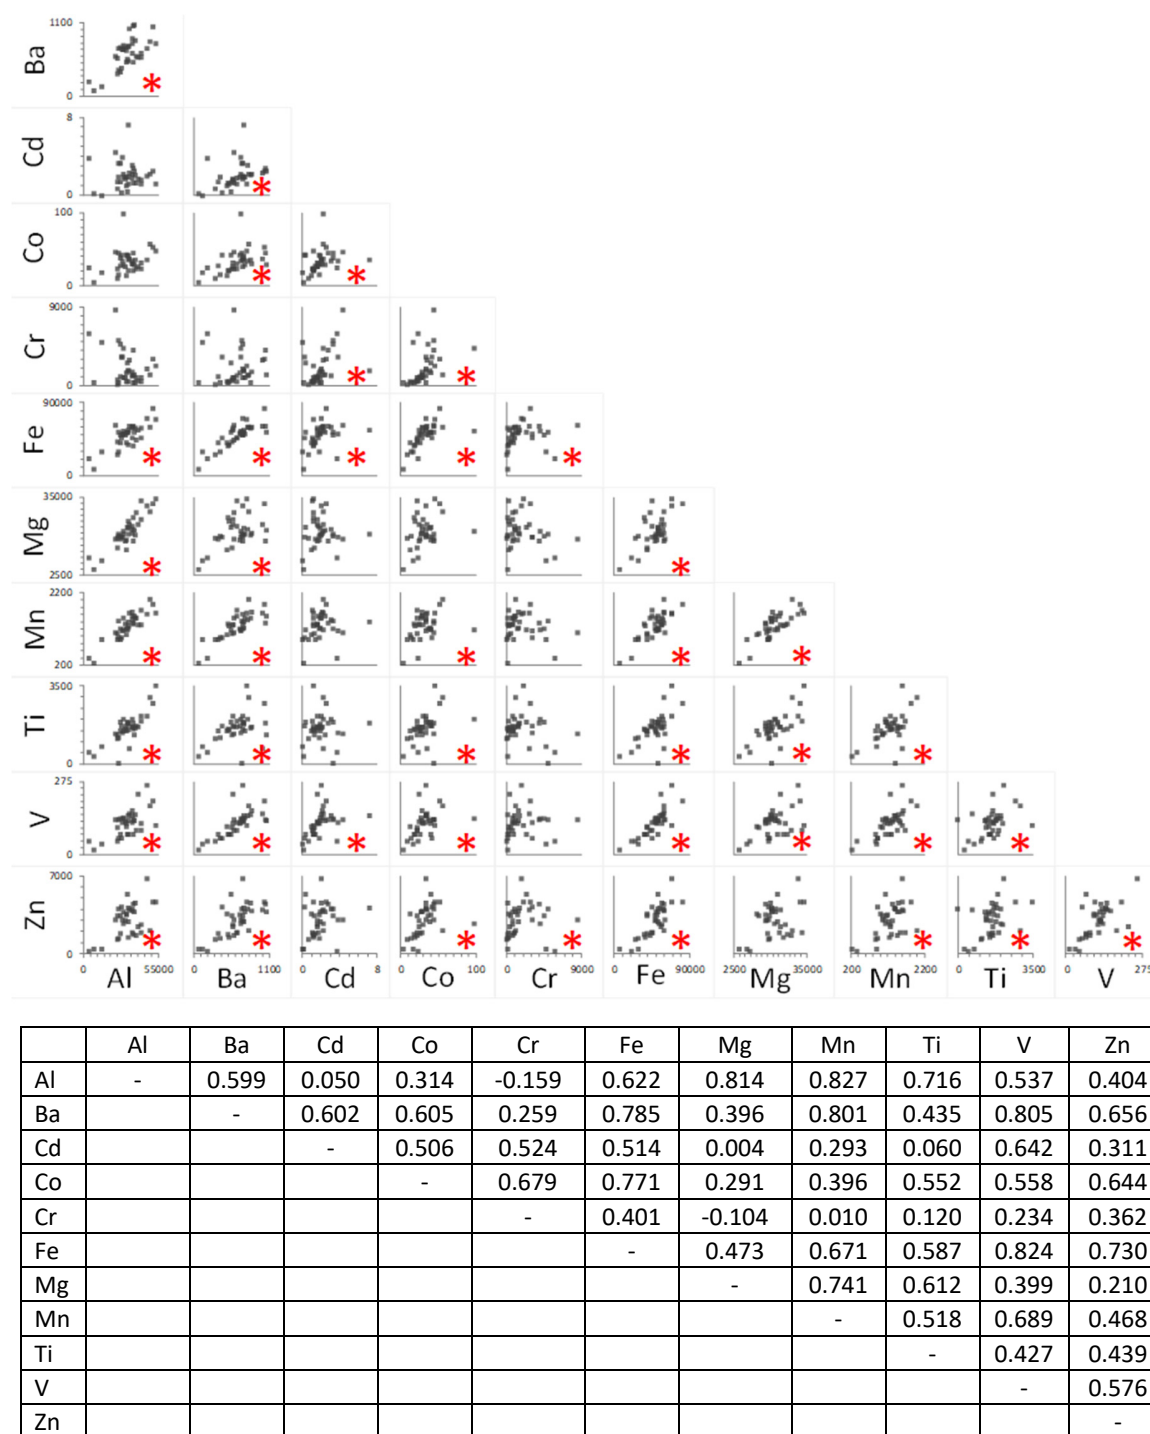 1100
Ba
0
*
8
Cd
0
*
100
Co
0
* *
9000
Cr
0
* *
90000
Fe
0
* * * * *
35000
Mg
2500
* * *
2200
Mn
200
* * * * *
3500
Ti
0
* * * * * *
275
V
0
* * * * * * * *
7000
Zn
0
* * * * * * * *
0 55000 0 1100 0 8 0 100 0 9000 0 90000 2500 35000 200 2200 0 3500 0 275
Al Ba Cd Co Cr Fe Mg Mn Ti V
Al Ba Cd Co Cr Fe Mg Mn Ti V Zn
Al - 0.599 0.050 0.314 -0.159 0.622 0.814 0.827 0.716 0.537 0.404
Ba - 0.602 0.605 0.259 0.785 0.396 0.801 0.435 0.805 0.656
Cd - 0.506 0.524 0.514 0.004 0.293 0.060 0.642 0.311
Co - 0.679 0.771 0.291 0.396 0.552 0.558 0.644
Cr - 0.401 -0.104 0.010 0.120 0.234 0.362
Fe - 0.473 0.671 0.587 0.824 0.730
Mg - 0.741 0.612 0.399 0.210
Mn - 0.518 0.689 0.468
Ti - 0.427 0.439
V - 0.576
Zn -